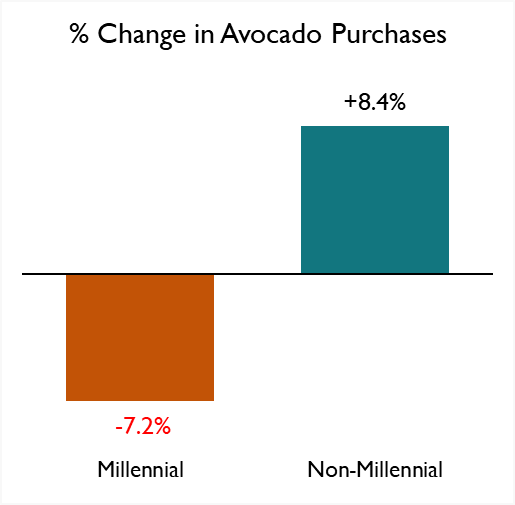 % Change in Avocado Purchases
+8.4%
-7.2%
Millennial
Non-Millennial